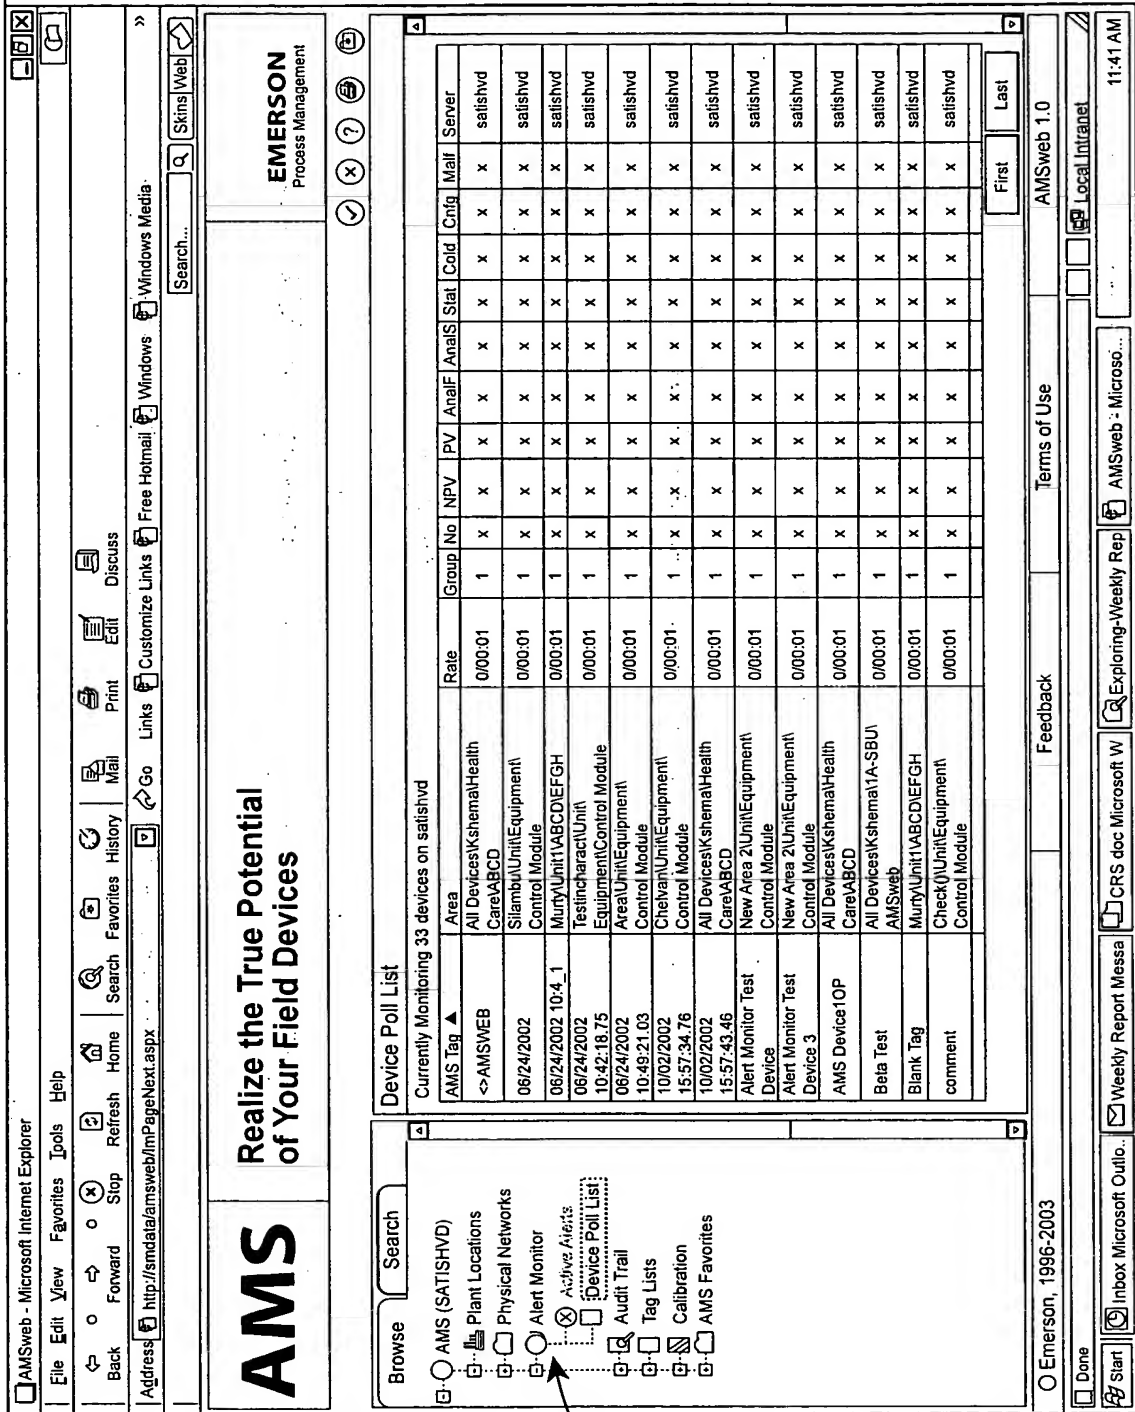 AMSweb - Microsoft Internet Explorer
File Edit View Favorites Tools Help
Back Forward Stop Refresh Home Search Favorites History Mail Print Edit Discuss
Address http://smdata/amsweb/ImPageNext.aspx Go Links Customize Links Free Hotmail Windows Windows Media »
Search... Skims Web
AMS
Realize the True Potential
of Your Field Devices
EMERSON
Process Management
Browse Search
AMS (SATISHVD)
Plant Locations
Physical Networks
Alert Monitor
Active Alerts
Device Poll List
Audit Trail
Tag Lists
Calibration
AMS Favorites
Device Poll List
Currently Monitoring 33 devices on satishvd
AMS Tag ▲ Area Rate Group No NPV PV AnalF AnalS Stat Cold Cnfg Malf Server
<>AMSWEB All Devices\Kshema\Health Care\ABCD 0/00:01 1 x x x x x x x x x satishvd
06/24/2002 Silambu\Unit\Equipment\ Control Module 0/00:01 1 x x x x x x x x x satishvd
06/24/2002 10:4_1 Murty\Unit1\ABCD\EFGH 0/00:01 1 x x x x x x x x x satishvd
06/24/2002 10:42:18.75 Testincharact\Unit\ Equipment\Control Module 0/00:01 1 x x x x x x x x x satishvd
06/24/2002 10:49:21.03 Area\Unit\Equipment\ Control Module 0/00:01 1 x x x x x x x x x satishvd
10/02/2002 15:57:34.76 Chelvan\Unit\Equipment\ Control Module 0/00:01 1 x x x x x x x x x satishvd
10/02/2002 15:57:43.46 All Devices\Kshema\Health Care\ABCD 0/00:01 1 x x x x x x x x x satishvd
Alert Monitor Test Device New Area 2\Unit\Equipment\ Control Module 0/00:01 1 x x x x x x x x x satishvd
Alert Monitor Test Device 3 New Area 2\Unit\Equipment\ Control Module 0/00:01 1 x x x x x x x x x satishvd
AMS Device1OP All Devices\Kshema\Health Care\ABCD 0/00:01 1 x x x x x x x x x satishvd
Beta Test All Devices\Kshema\1A-SBU\ AMSweb 0/00:01 1 x x x x x x x x x satishvd
Blank Tag Murty\Unit1\ABCD\EFGH 0/00:01 1 x x x x x x x x x satishvd
comment Check()\Unit\Equipment\ Control Module 0/00:01 1 x x x x x x x x x satishvd
First Last
Emerson, 1996-2003 Feedback Terms of Use AMSweb 1.0
Done Local Intranet
Start Inbox Microsoft Outlo.. Weekly Report Messa CRS doc Microsoft W Exploring-Weekly Rep AMSweb - Microso... 11:41 AM